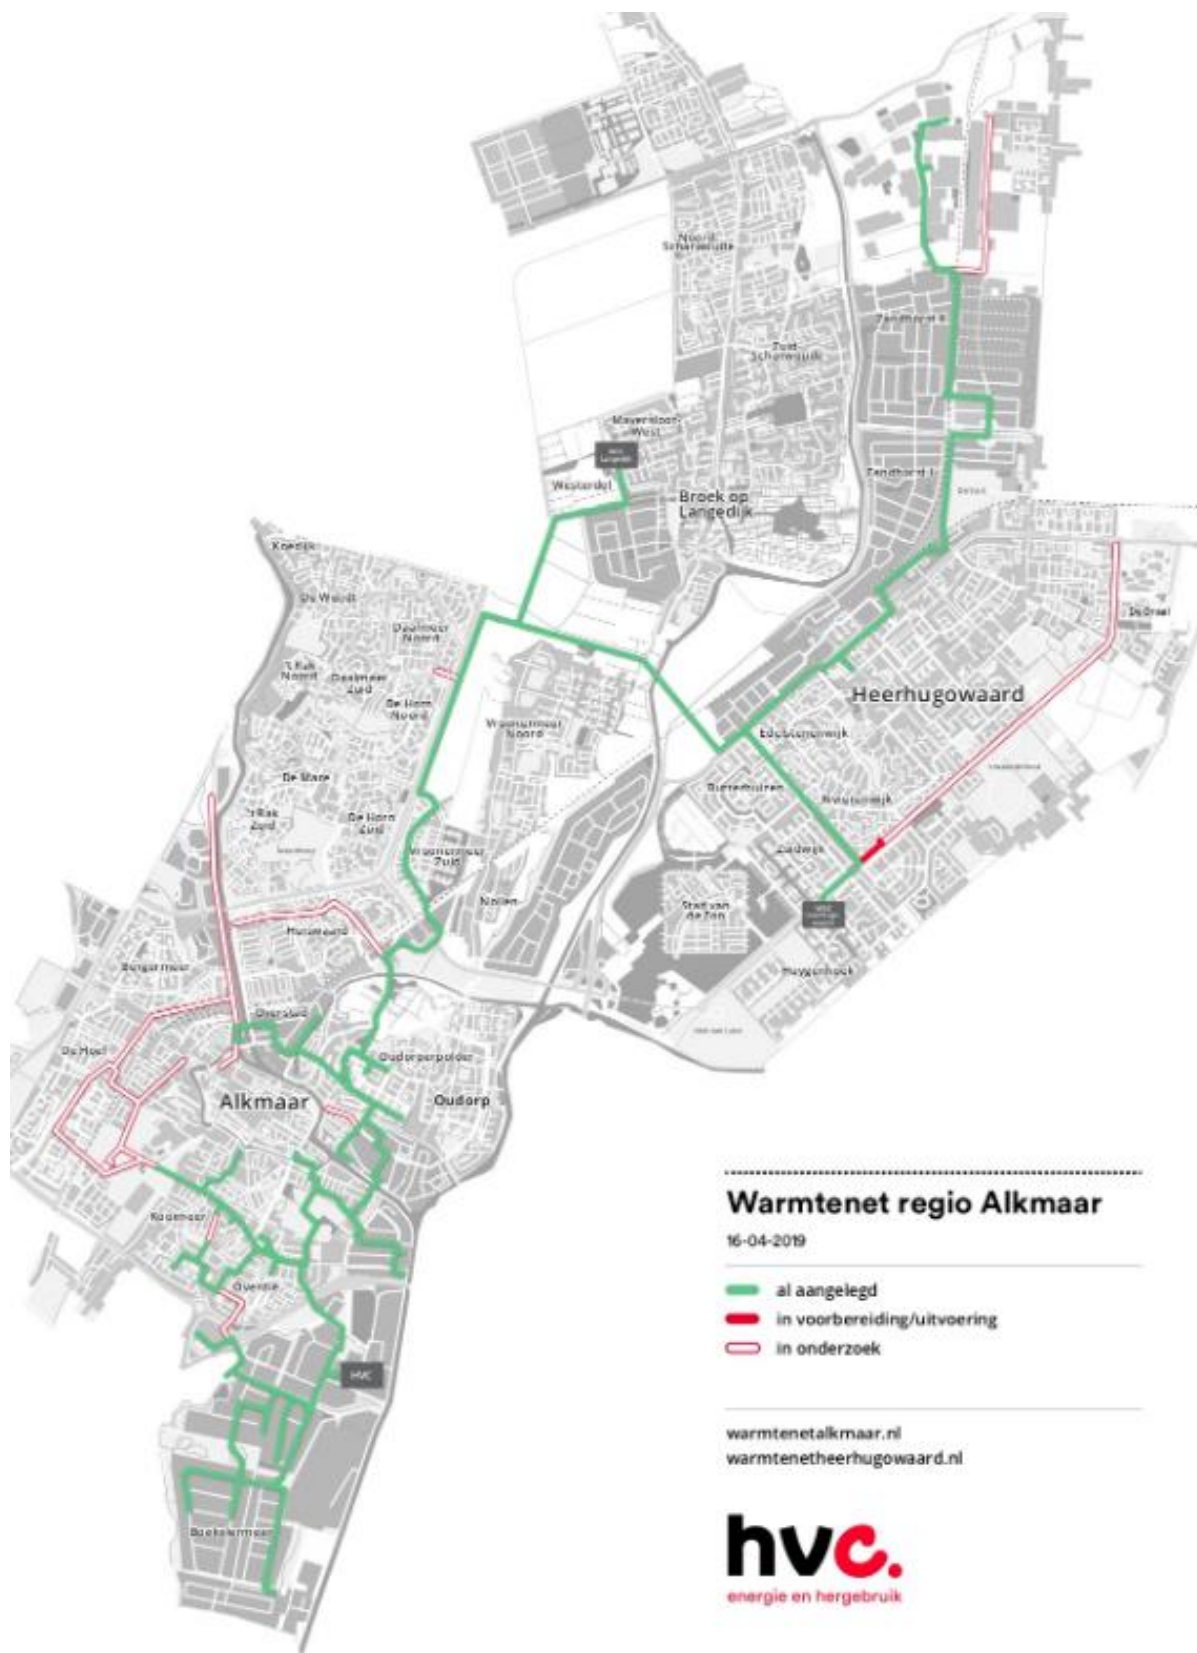 Noord-
Scharwoude
Zandhorst II
Zuid-
Scharwoude
Mayersloot-
West
Westerdel
Zandhorst I
Broek op
Langedijk
Koedijk
De Weijdt
Daalmeer
Noord
't Rak
Noord
Daalmeer
Zuid
De Horn
Noord
De Draai
Heerhugowaard
Vroonermeer
Noord
Edelstenenwijk
De Mare
Butterhuizen
Rivierenwijk
't Rak
Zuid
De Horn
Zuid
Vroonermeer
Zuid
Zuidwijk
Nollen
Stad van
de Zon
Huiswaard
Bergermeer
Huygenhoek
Overstad
De Hoef
Oudorperpolder
Alkmaar
Oudorp
Kooimeer
Overdie
HVC
Boekelermeer
Warmtenet regio Alkmaar
16-04-2019
al aangelegd
in voorbereiding/uitvoering
in onderzoek
warmtenetalkmaar.nl
warmtenetheerhugowaard.nl
hvc.
energie en hergebruik